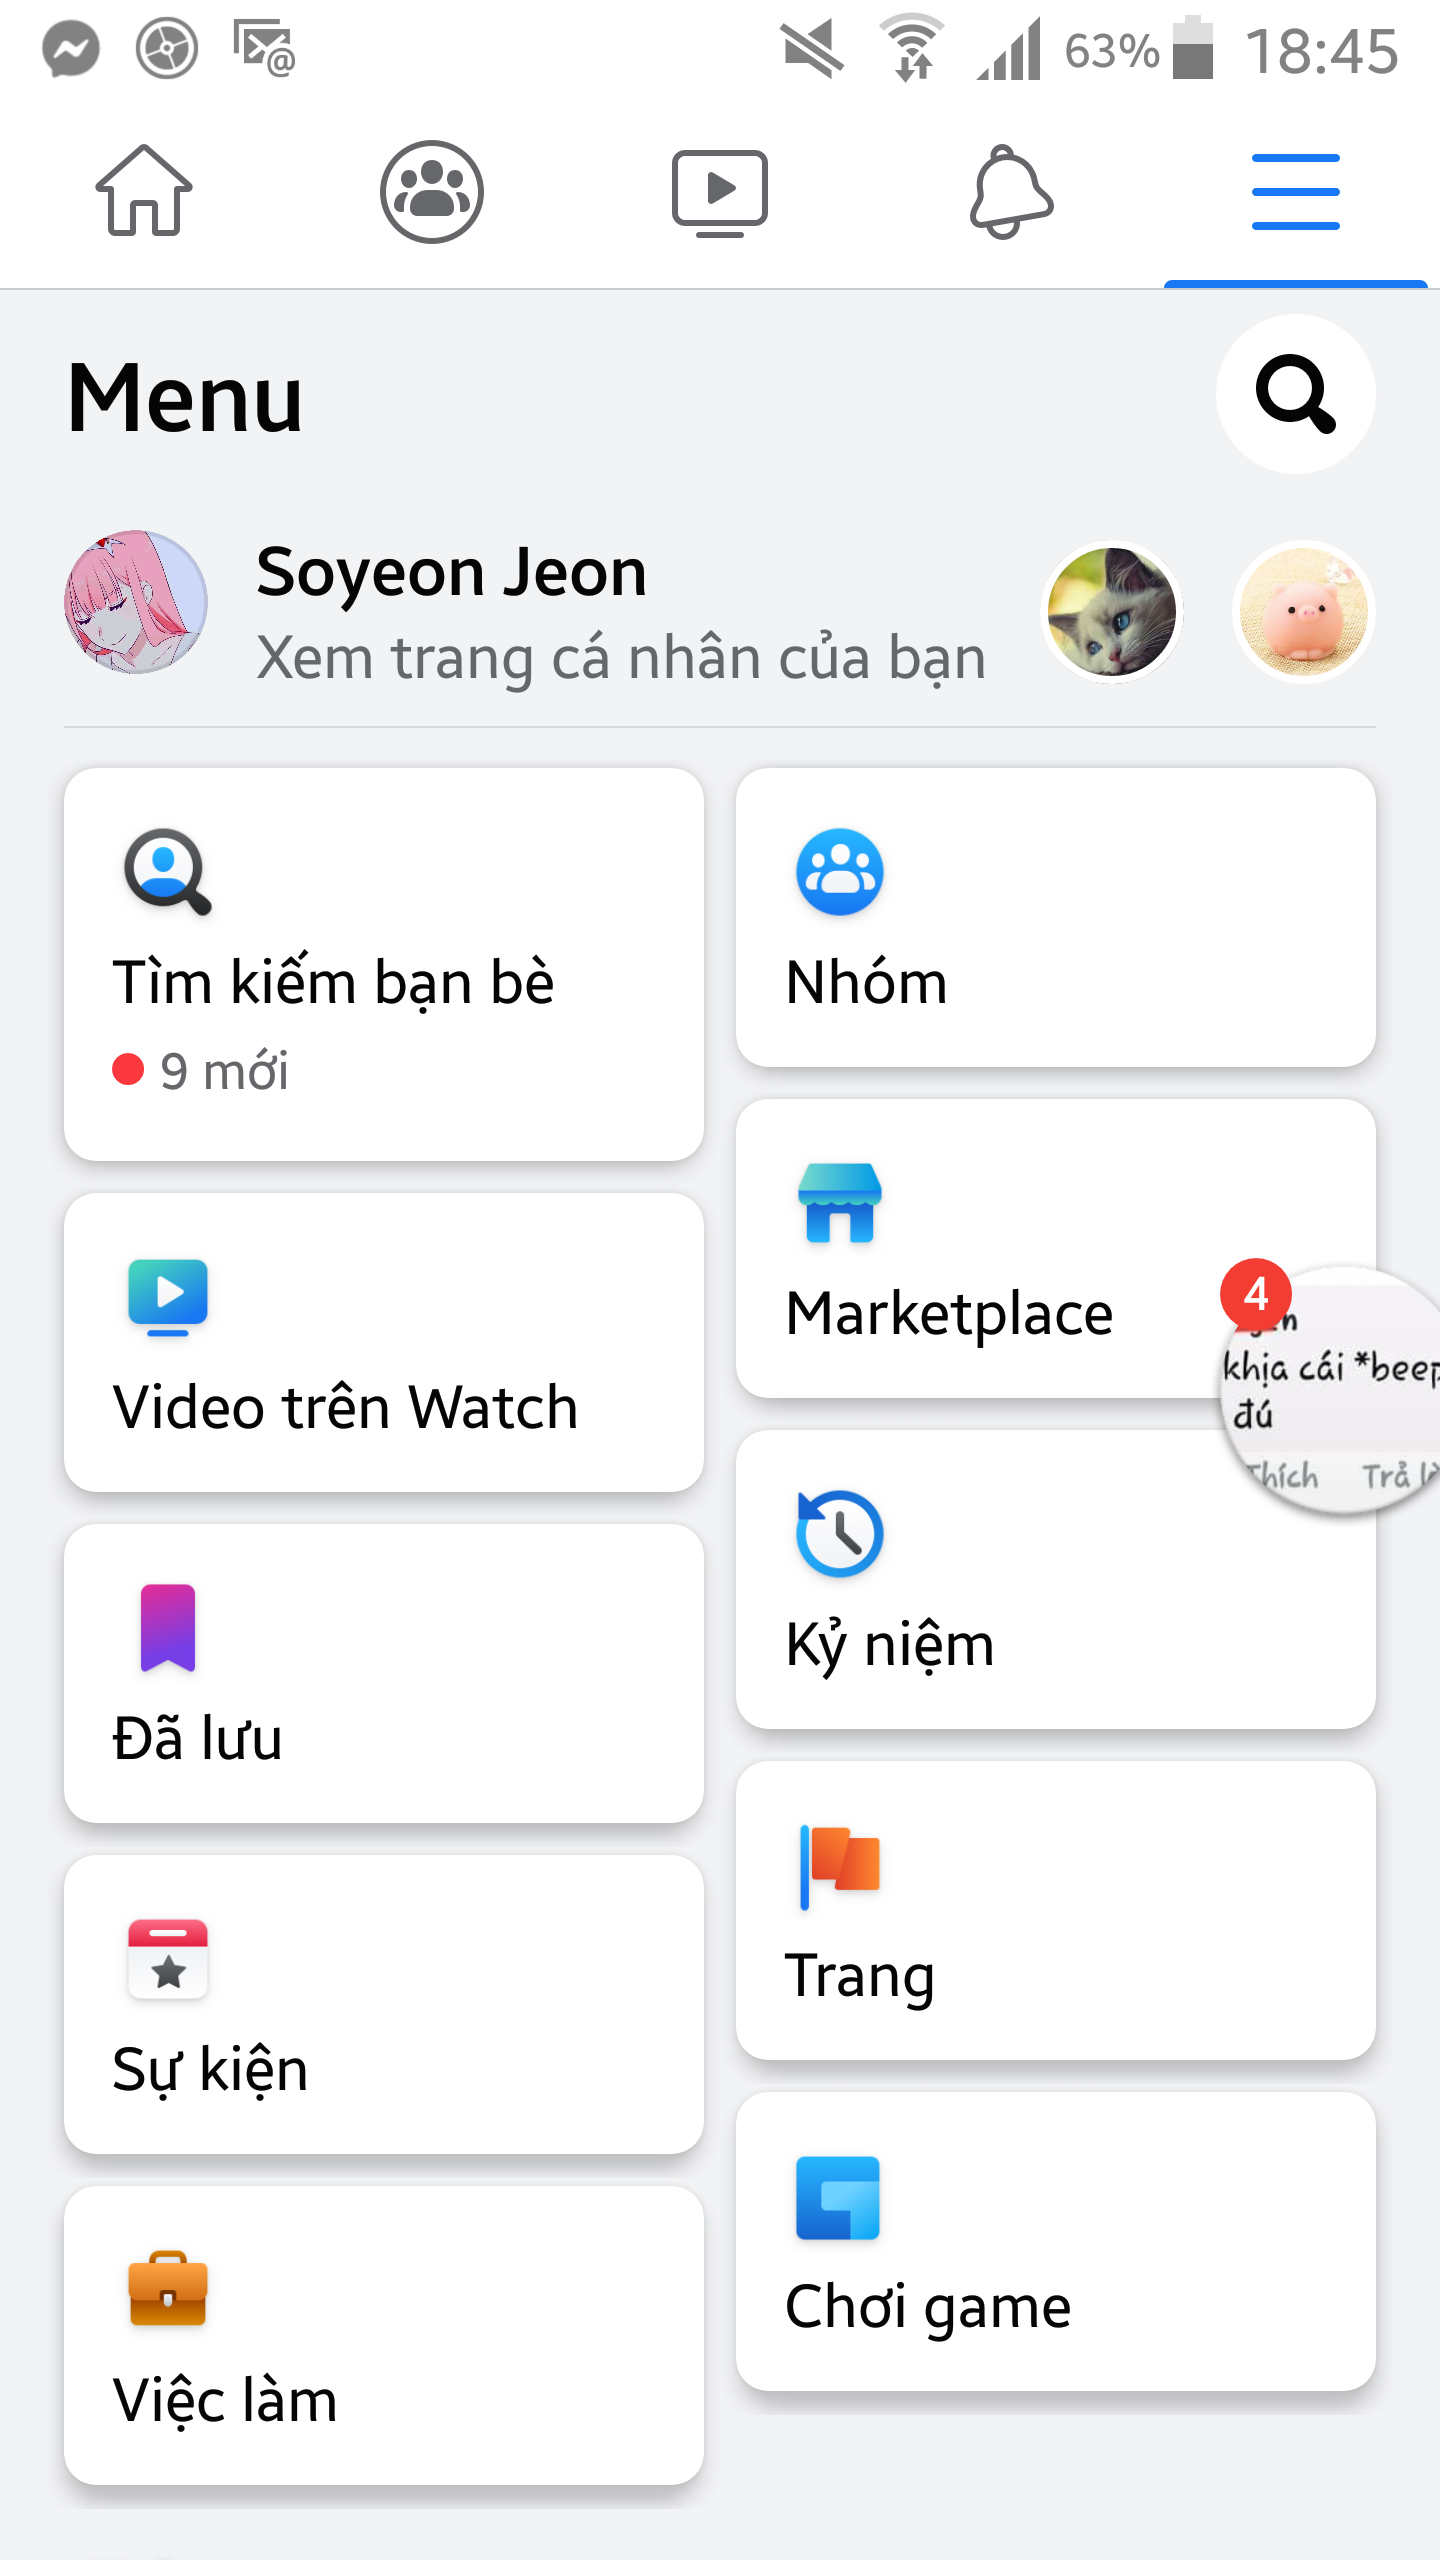 63% 18:45
Menu
Soyeon Jeon
Xem trang cá nhân của bạn
Tìm kiếm bạn bè
9 mới
Nhóm
Marketplace
4
khịa cái *beep
đú
Thích
Trả
Video trên Watch
Kỷ niệm
Đã lưu
Trang
Sự kiện
Chơi game
Việc làm